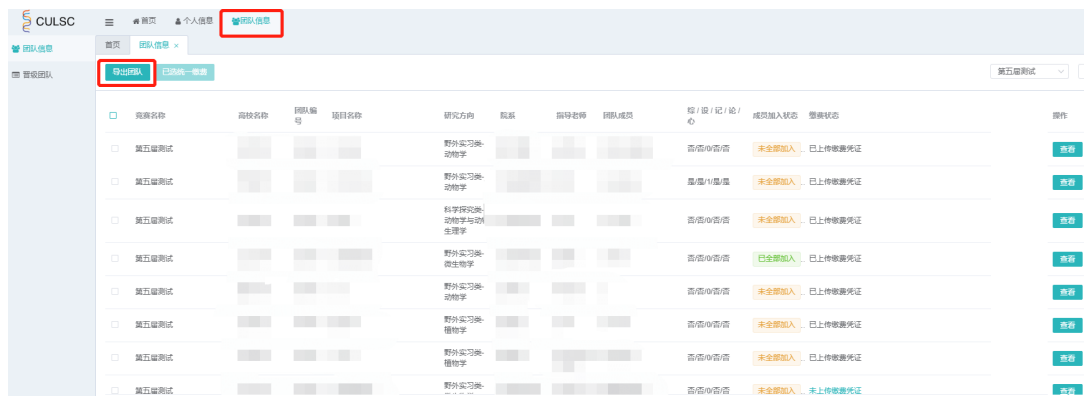 CULSC
首页 个人信息 团队信息
团队信息
晋级团队
首页 团队信息 ×
导出团队 已选统一缴费
第五届测试
竞赛名称 高校名称 团队编号 项目名称 研究方向 院系 指导老师 团队成员 综/设/记/论/心 成员加入状态 缴费状态 操作
第五届测试 野外实习类-动物学 否/否/0/否/否 未全部加入 已上传缴费凭证 查看
第五届测试 野外实习类-动物学 是/是/1/是/是 未全部加入 已上传缴费凭证 查看
第五届测试 科学探究类-动物学与动 生理学 否/否/0/否/否 未全部加入 已上传缴费凭证 查看
第五届测试 野外实习类-微生物学 否/否/0/否/否 已全部加入 已上传缴费凭证 查看
第五届测试 野外实习类-动物学 否/否/0/否/否 未全部加入 已上传缴费凭证 查看
第五届测试 野外实习类-植物学 否/否/0/否/否 未全部加入 已上传缴费凭证 查看
第五届测试 野外实习类-植物学 否/否/0/否/否 未全部加入 已上传缴费凭证 查看
第五届测试 野外实习类- 否/否/0/否/否 未全部加入 未上传缴费凭证 查看